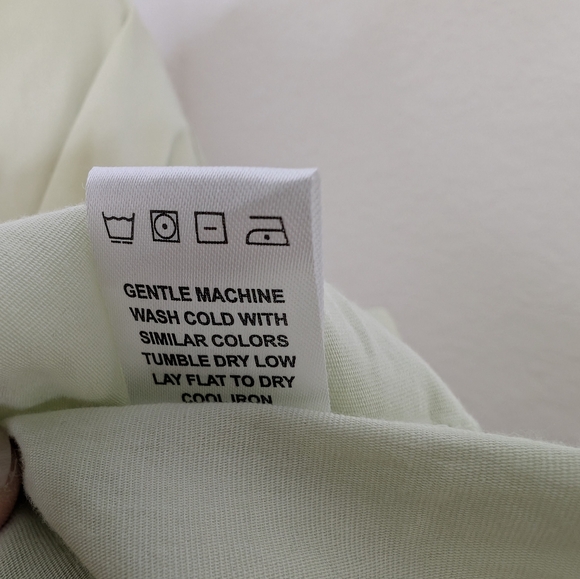 GENTLE MACHINE
WASH COLD WITH
SIMILAR COLORS
TUMBLE DRY LOW
LAY FLAT TO DRY
COOL IRON